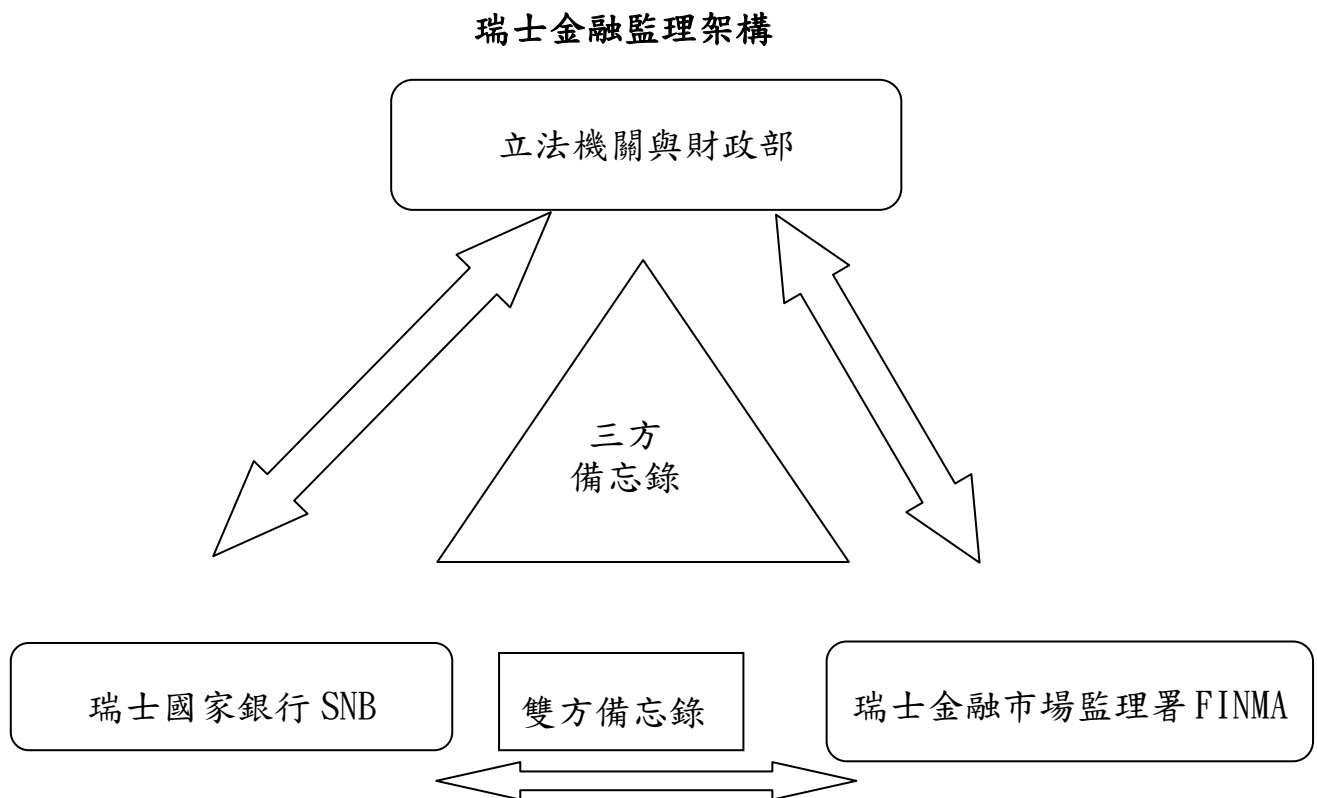 瑞士金融監理架構
立法機關與財政部
三方
備忘錄
瑞士國家銀行 SNB
雙方備忘錄
瑞士金融市場監理署 FINMA